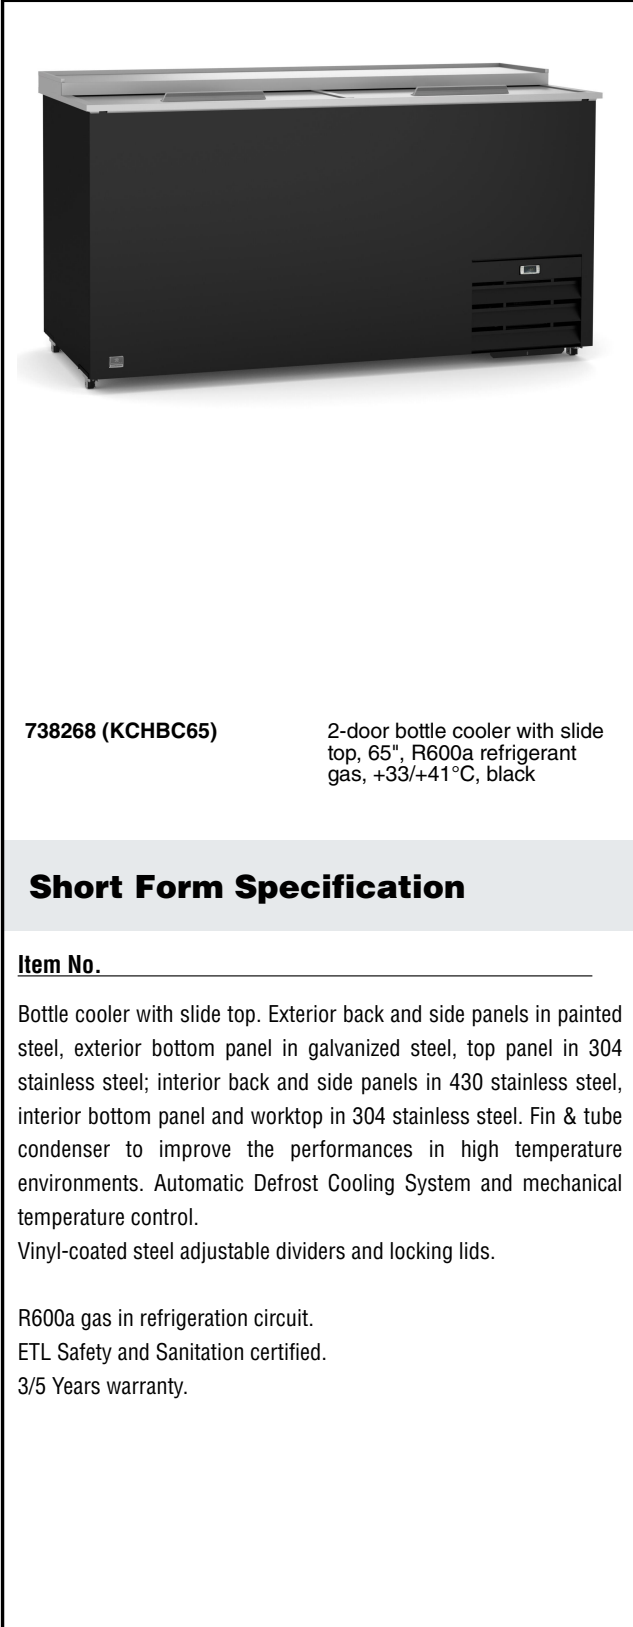 738268 (KCHBC65)
2-door bottle cooler with slide
top, 65", R600a refrigerant
gas, +33/+41°C, black
Short Form Specification
Item No.
Bottle cooler with slide top. Exterior back and side panels in painted
steel, exterior bottom panel in galvanized steel, top panel in 304
stainless steel; interior back and side panels in 430 stainless steel,
interior bottom panel and worktop in 304 stainless steel. Fin & tube
condenser to improve the performances in high temperature
environments. Automatic Defrost Cooling System and mechanical
temperature control.
Vinyl-coated steel adjustable dividers and locking lids.
R600a gas in refrigeration circuit.
ETL Safety and Sanitation certified.
3/5 Years warranty.